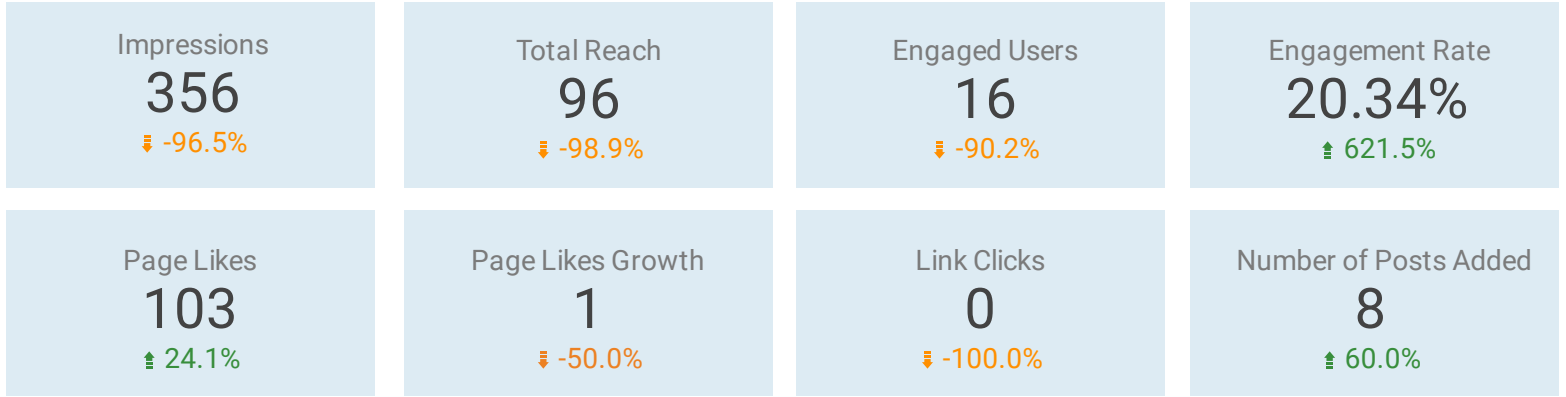 Impressions
356
-96.5%
Total Reach
96
-98.9%
Engaged Users
16
-90.2%
Engagement Rate
20.34%
621.5%
Page Likes
103
24.1%
Page Likes Growth
1
-50.0%
Link Clicks
0
-100.0%
Number of Posts Added
8
60.0%